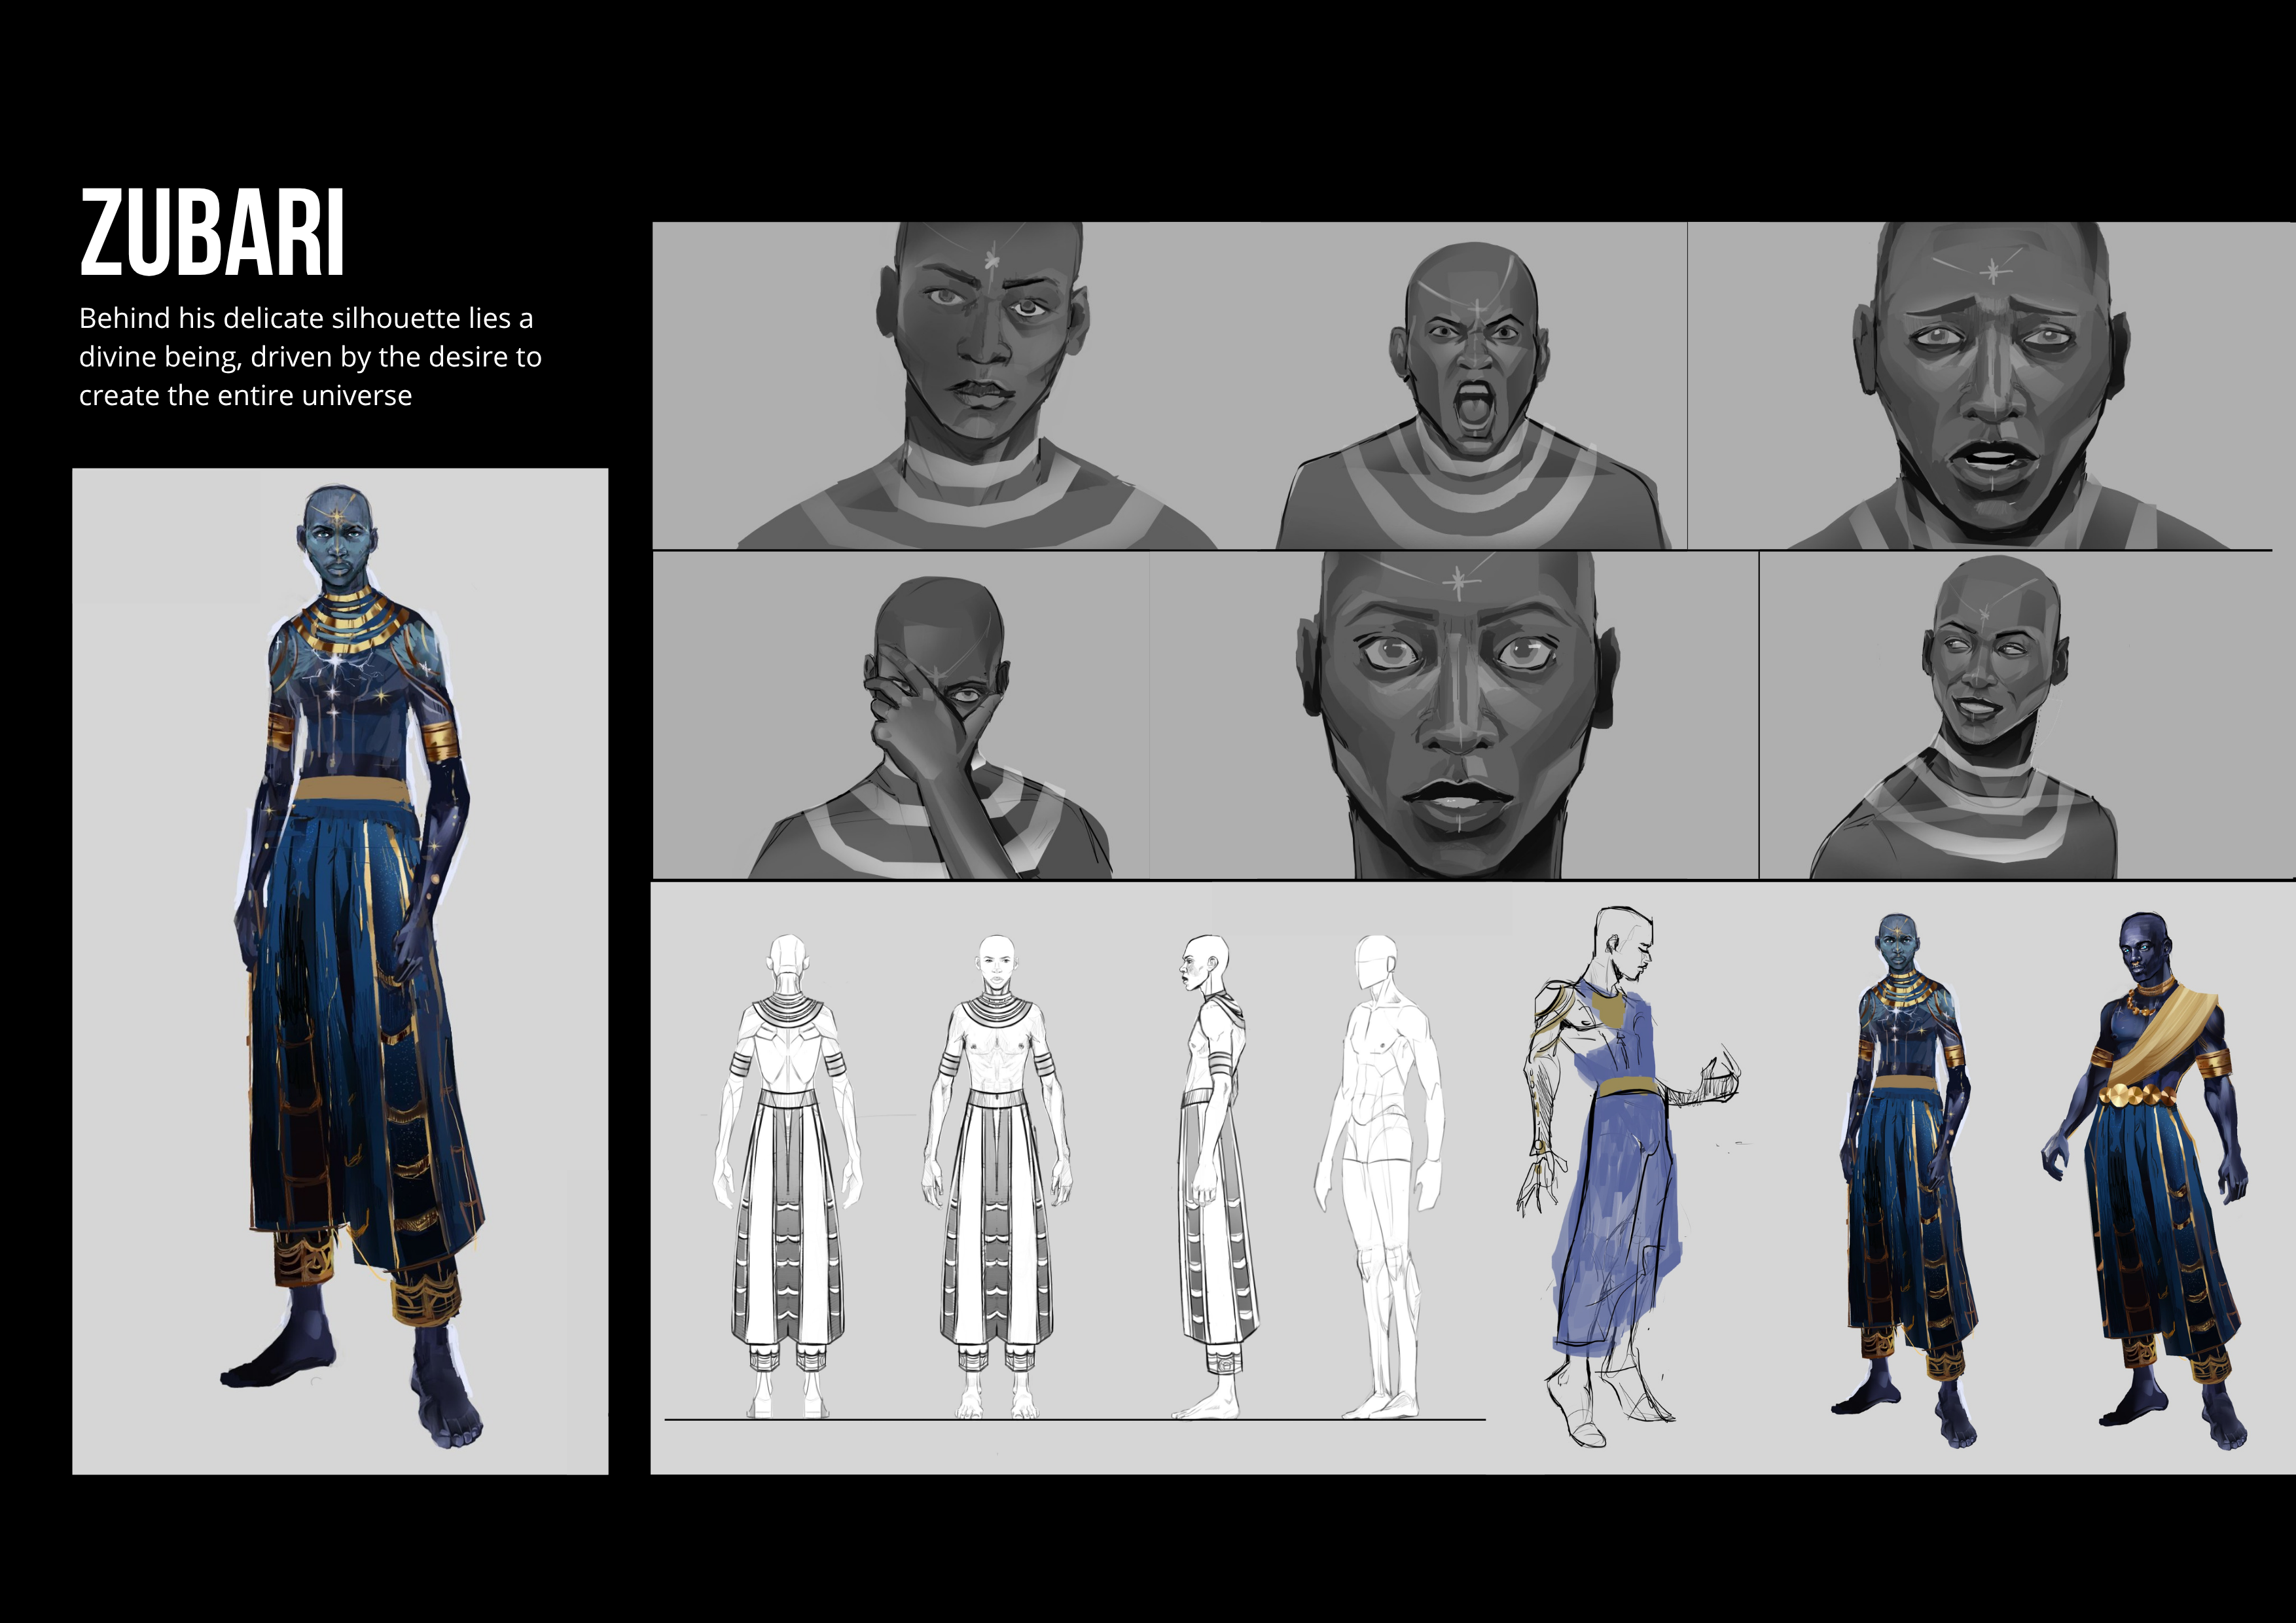 ZUBARI
Behind his delicate silhouette lies a
divine being, driven by the desire to
create the entire universe